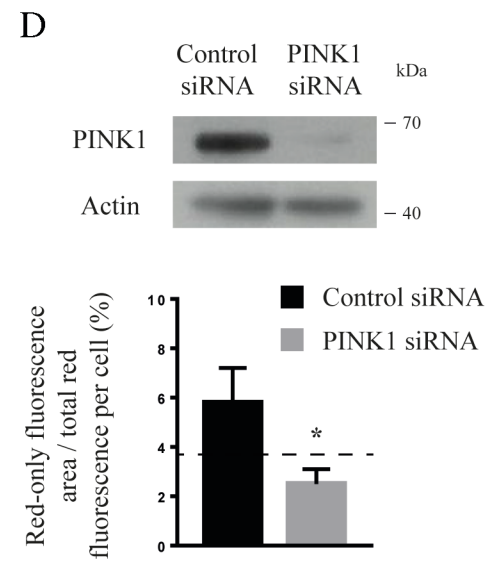 D
Control siRNA
PINK1 siRNA
kDa
PINK1
– 70
Actin
– 40
Red-only fluorescence
area / total red
fluorescence per cell (%)
10
8
6
4
2
0
*
Control siRNA
PINK1 siRNA